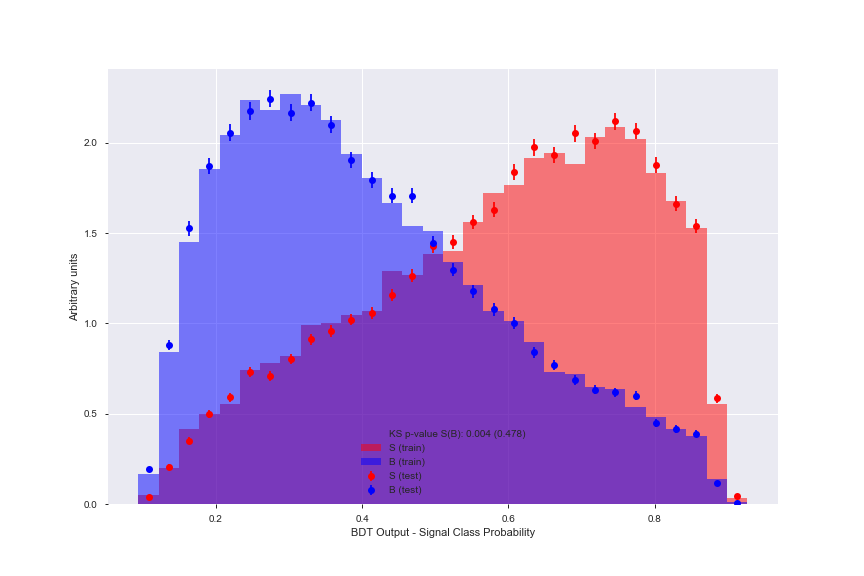 2.0
1.5
1.0
0.5
0.0
Arbitrary units
KS p-value S(B): 0.004 (0.478)
S (train)
B (train)
S (test)
B (test)
0.2 0.4 0.6 0.8
BDT Output - Signal Class Probability